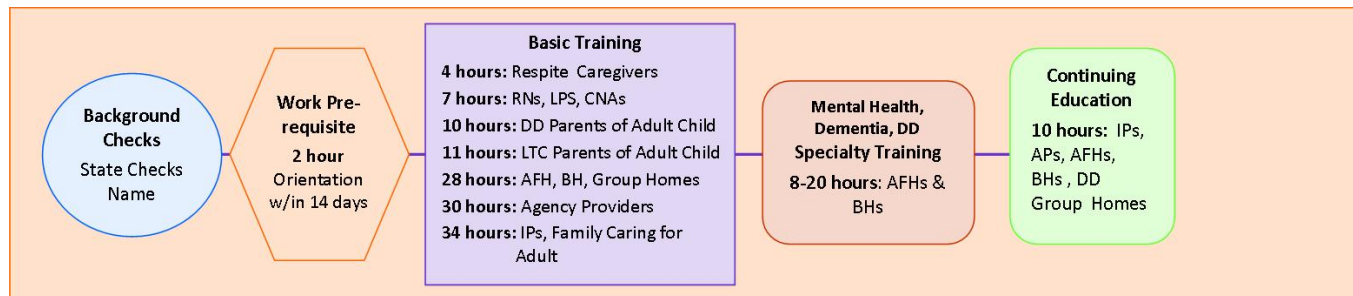 Background
Checks
State Checks
Name
Work Pre-
requisite
2 hour
Orientation
w/in 14 days
Basic Training
4 hours: Respite Caregivers
7 hours: RNs, LPS, CNAs
10 hours: DD Parents of Adult Child
11 hours: LTC Parents of Adult Child
28 hours: AFH, BH, Group Homes
30 hours: Agency Providers
34 hours: IPs, Family Caring for
Adult
Mental Health,
Dementia, DD
Specialty Training
8-20 hours: AFHs &
BHs
Continuing
Education
10 hours: IPs,
APs, AFHs,
BHs , DD
Group Homes